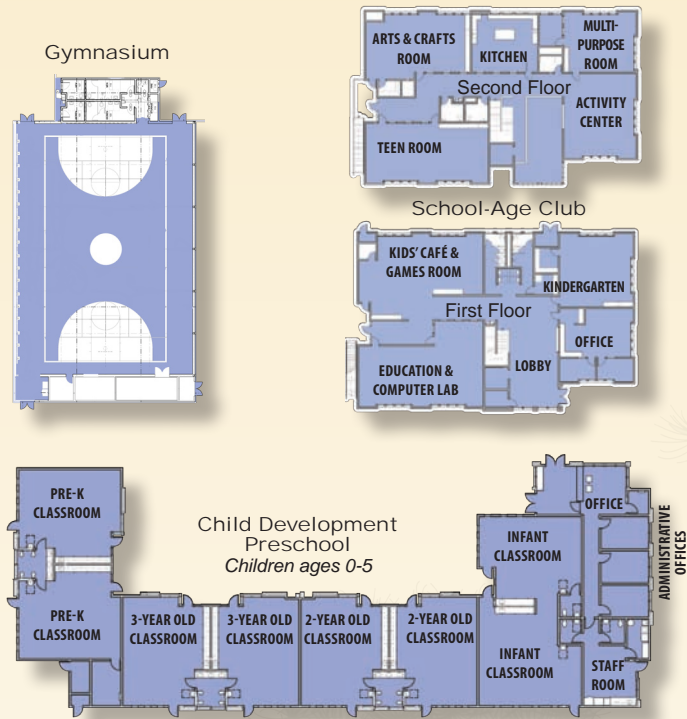 Gymnasium
ARTS & CRAFTS
ROOM
KITCHEN
MULTI-
PURPOSE
ROOM
Second Floor
ACTIVITY
CENTER
TEEN ROOM
School-Age Club
KIDS' CAFÉ &
GAMES ROOM
KINDERGARTEN
First Floor
OFFICE
EDUCATION &
COMPUTER LAB
LOBBY
PRE-K
CLASSROOM
Child Development
Preschool
Children ages 0-5
OFFICE
INFANT
CLASSROOM
ADMINISTRATIVE
OFFICES
PRE-K
CLASSROOM
3-YEAR OLD
CLASSROOM
3-YEAR OLD
CLASSROOM
2-YEAR OLD
CLASSROOM
2-YEAR OLD
CLASSROOM
INFANT
CLASSROOM
STAFF
ROOM